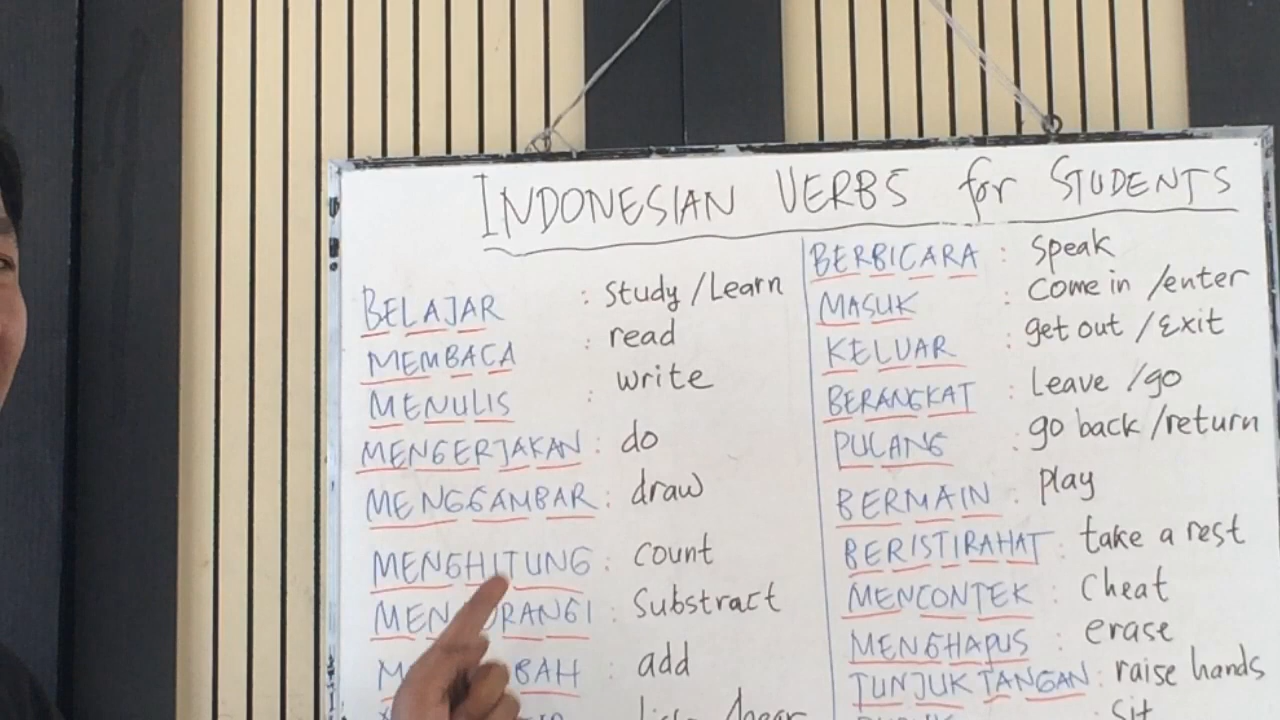 INDONESIAN VERBS for STUDENTS
BELAJAR : Study / Learn
MEMBACA : read
MENULIS : write
MENGERJAKAN : do
MENGGAMBAR : draw
MENGHITUNG : count
Substract
add
BERBICARA : Speak
MASUK : Come in / enter
KELUAR : get out / Exit
BERANGKAT : Leave / go
PULANG : go back / return
BERMAIN : play
BERISTIRAHAT : take a rest
MENCONTEK : Cheat
MENGHAPUS : erase
TUNJUK TANGAN : raise hands
: Sit